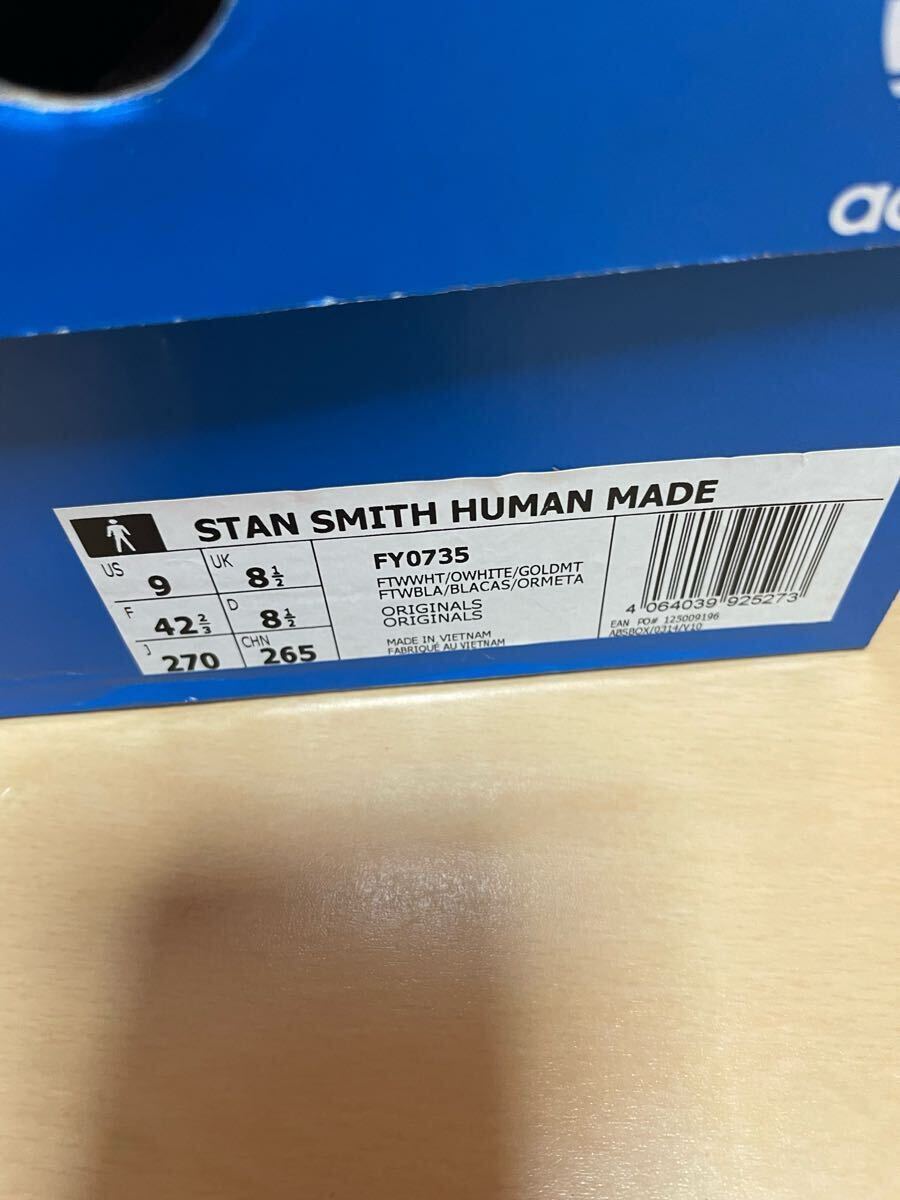 STAN SMITH HUMAN MADE
US 9 UK 8½
F 42⅔ D 8½
J 270 CHN 265
FY0735
FTWWHT/OWHITE/GOLDMT
FTWBLA/BLACAS/ORMETA
ORIGINALS
ORIGINALS
MADE IN VIETNAM
FABRIQUÉ AU VIETNAM
4 064039 925273
EAN PO# 125009196
ABSBOX/0314/V10